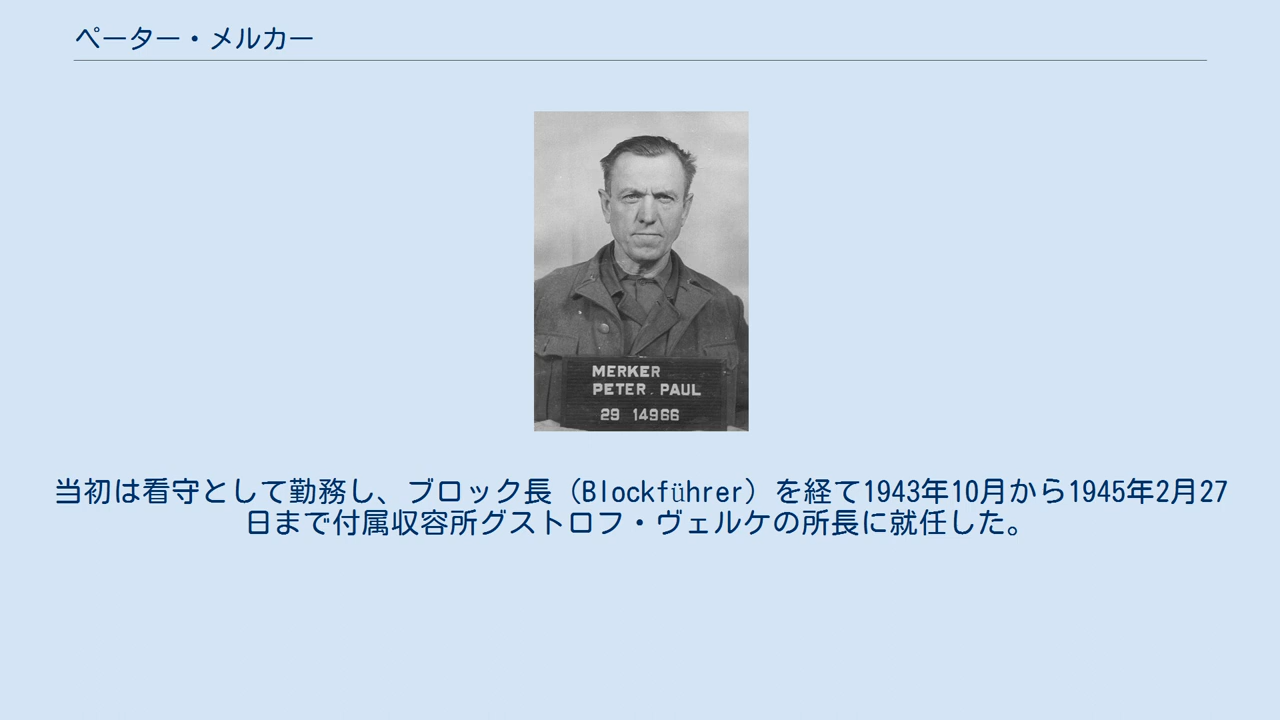 ペーター・メルカー
MERKER
PETER PAUL
29 14966
当初は看守として勤務し、ブロック長（Blockführer）を経て1943年10月から1945年2月27
日まで付属収容所グストロフ・ヴェルケの所長に就任した。